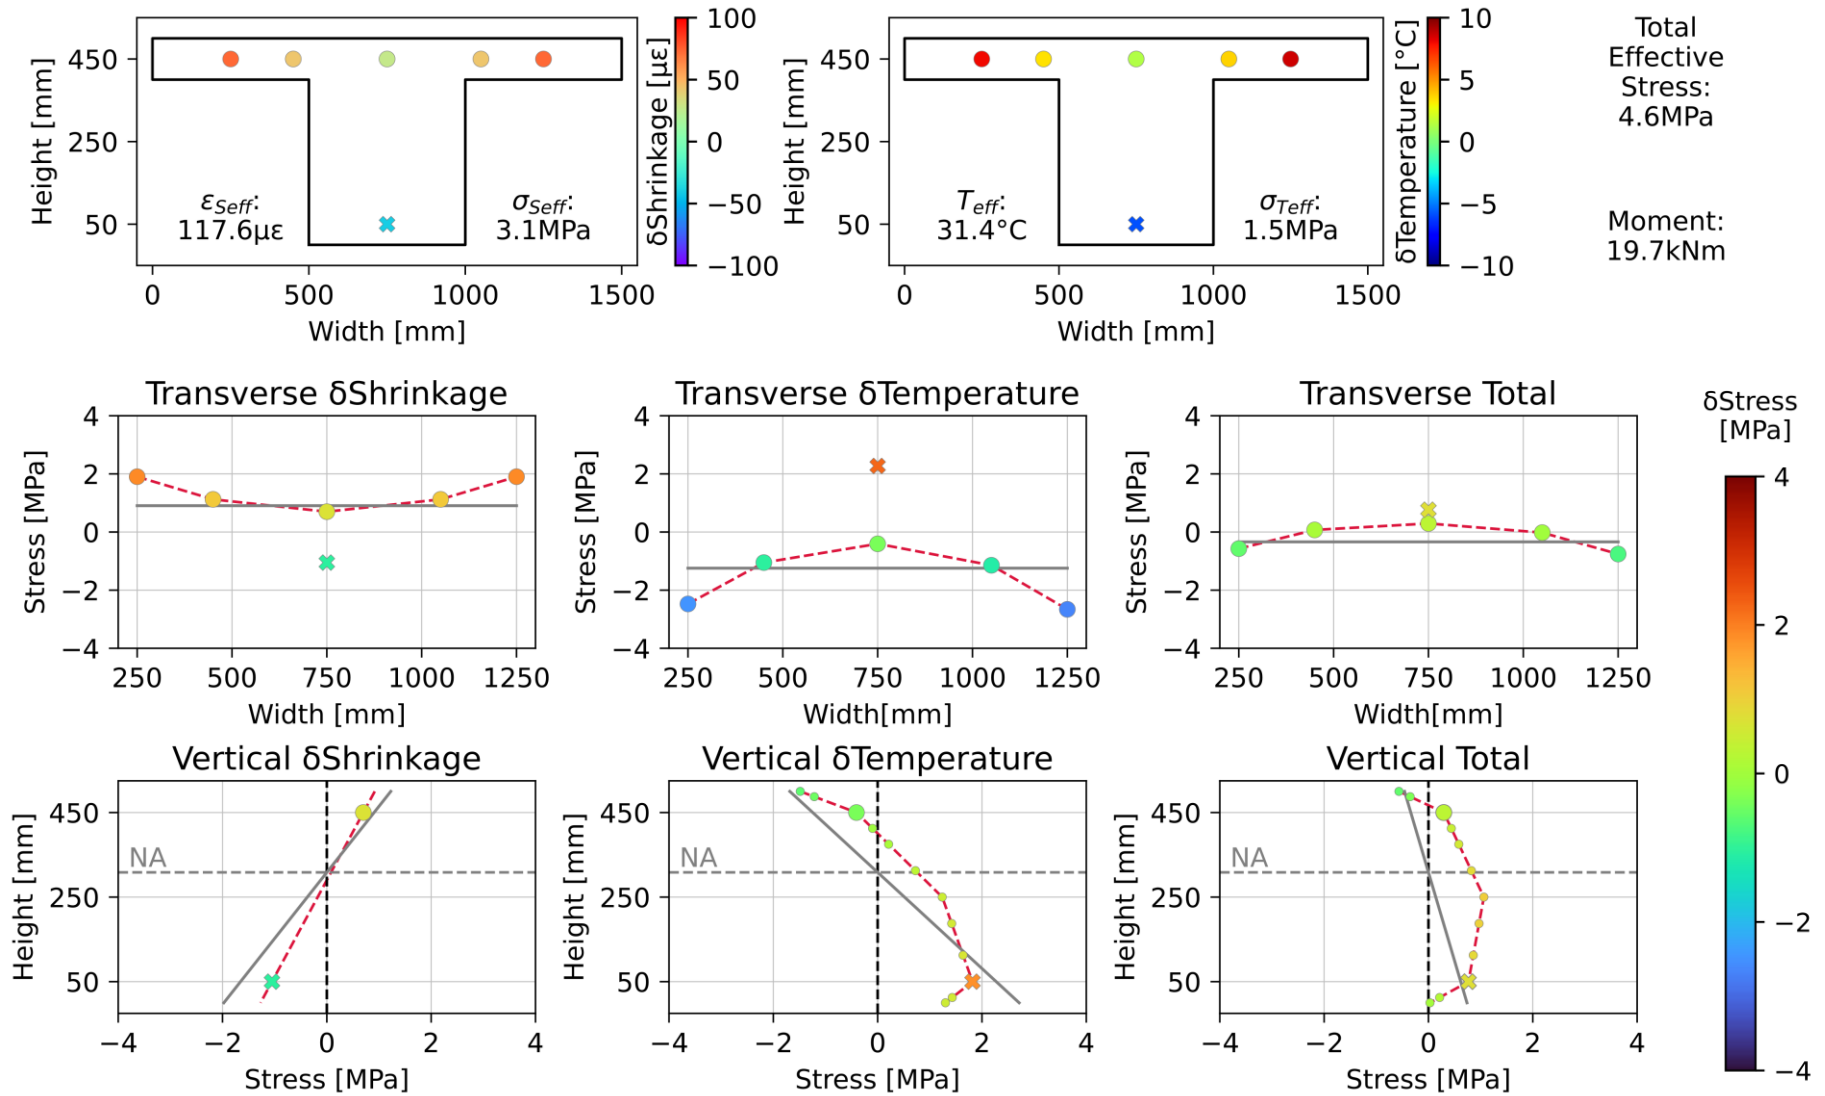 Height [mm]
450
250
50
0
500
1000
1500
Width [mm]
εSeff:
117.6με
σSeff:
3.1MPa
δShrinkage [με]
100
50
0
−50
−100
Height [mm]
450
250
50
0
500
1000
1500
Width [mm]
Teff:
31.4°C
σTeff:
1.5MPa
δTemperature [°C]
10
5
0
−5
−10
Total
Effective
Stress:
4.6MPa
Moment:
19.7kNm
Transverse δShrinkage
Stress [MPa]
4
2
0
−2
−4
250
500
750
1000
1250
Width [mm]
Transverse δTemperature
Stress [MPa]
4
2
0
−2
−4
250
500
750
1000
1250
Width[mm]
Transverse Total
Stress [MPa]
4
2
0
−2
−4
250
500
750
1000
1250
Width[mm]
δStress
[MPa]
4
2
0
−2
−4
Vertical δShrinkage
Height [mm]
450
250
50
NA
−4
−2
0
2
4
Stress [MPa]
Vertical δTemperature
Height [mm]
450
250
50
NA
−4
−2
0
2
4
Stress [MPa]
Vertical Total
Height [mm]
450
250
50
NA
−4
−2
0
2
4
Stress [MPa]